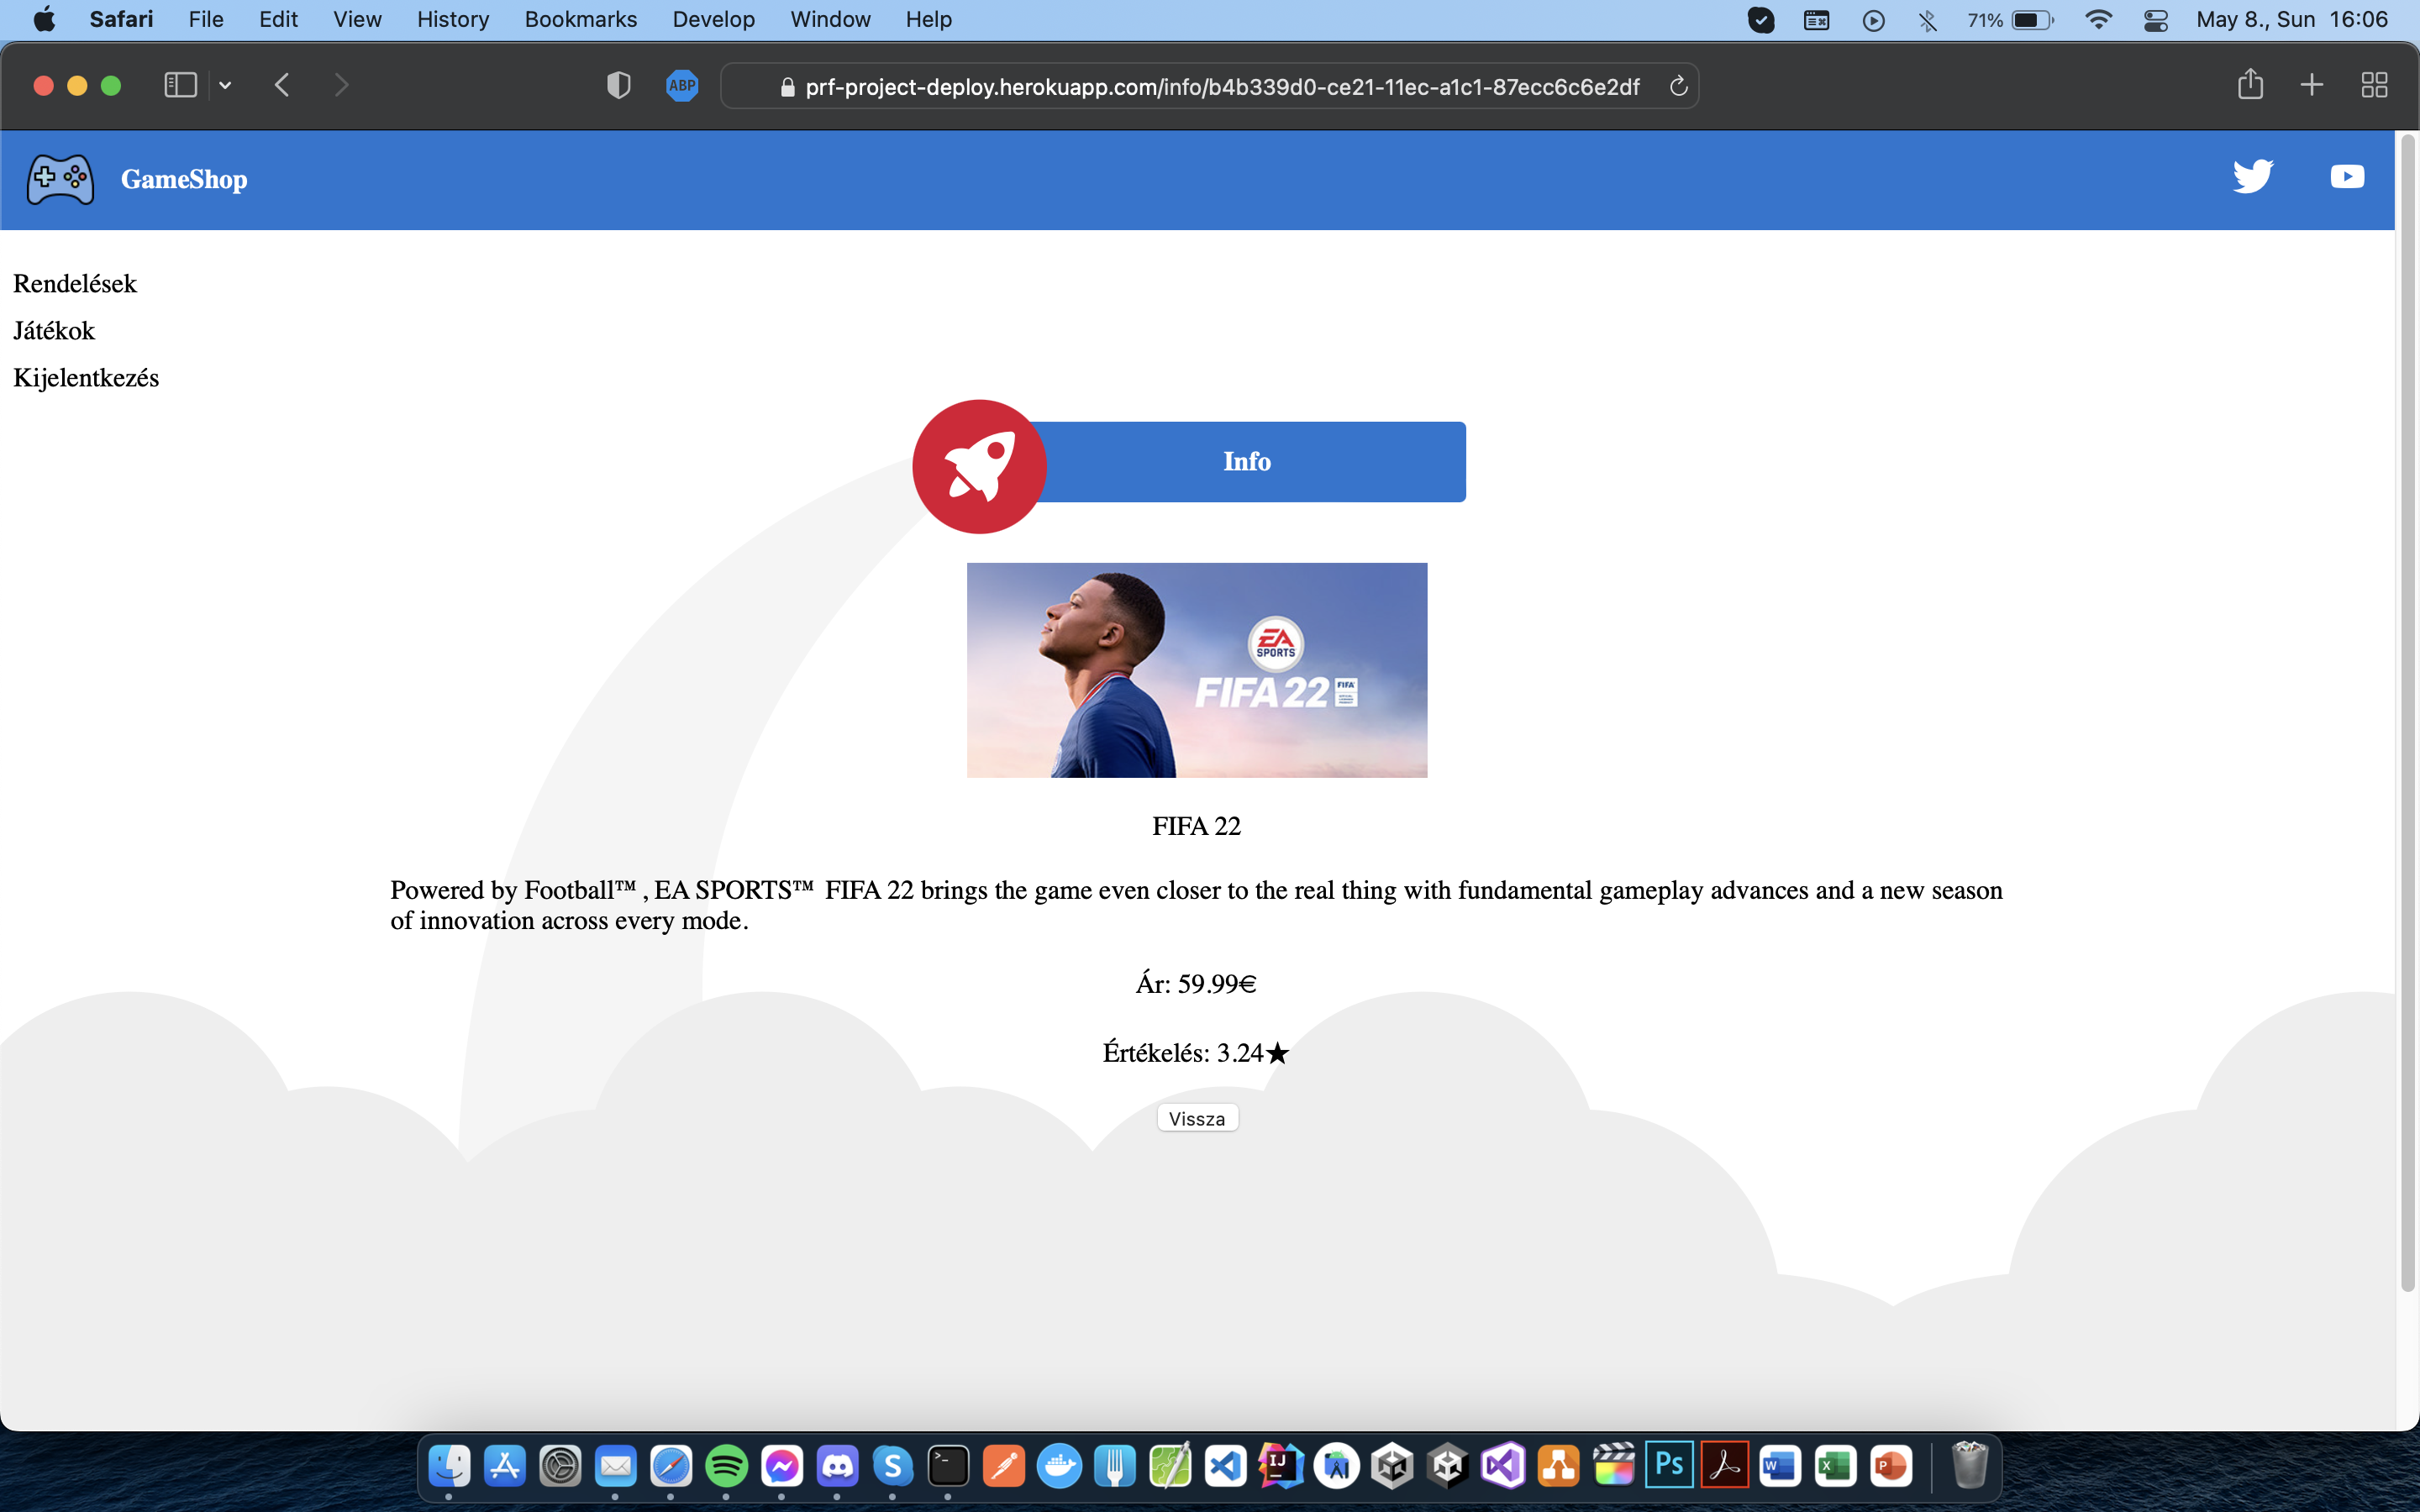 Safari File Edit View History Bookmarks Develop Window Help 71% May 8., Sun 16:06
ABP prf-project-deploy.herokuapp.com/info/b4b339d0-ce21-11ec-a1c1-87ecc6c6e2df
GameShop
Rendelések
Játékok
Kijelentkezés
Info
EA
SPORTS
FIFA 22 FIFA
FIFA 22
Powered by Football™ , EA SPORTS™ FIFA 22 brings the game even closer to the real thing with fundamental gameplay advances and a new season
of innovation across every mode.
Ár: 59.99€
Értékelés: 3.24★
Vissza
S >_ IJ Ps W X P